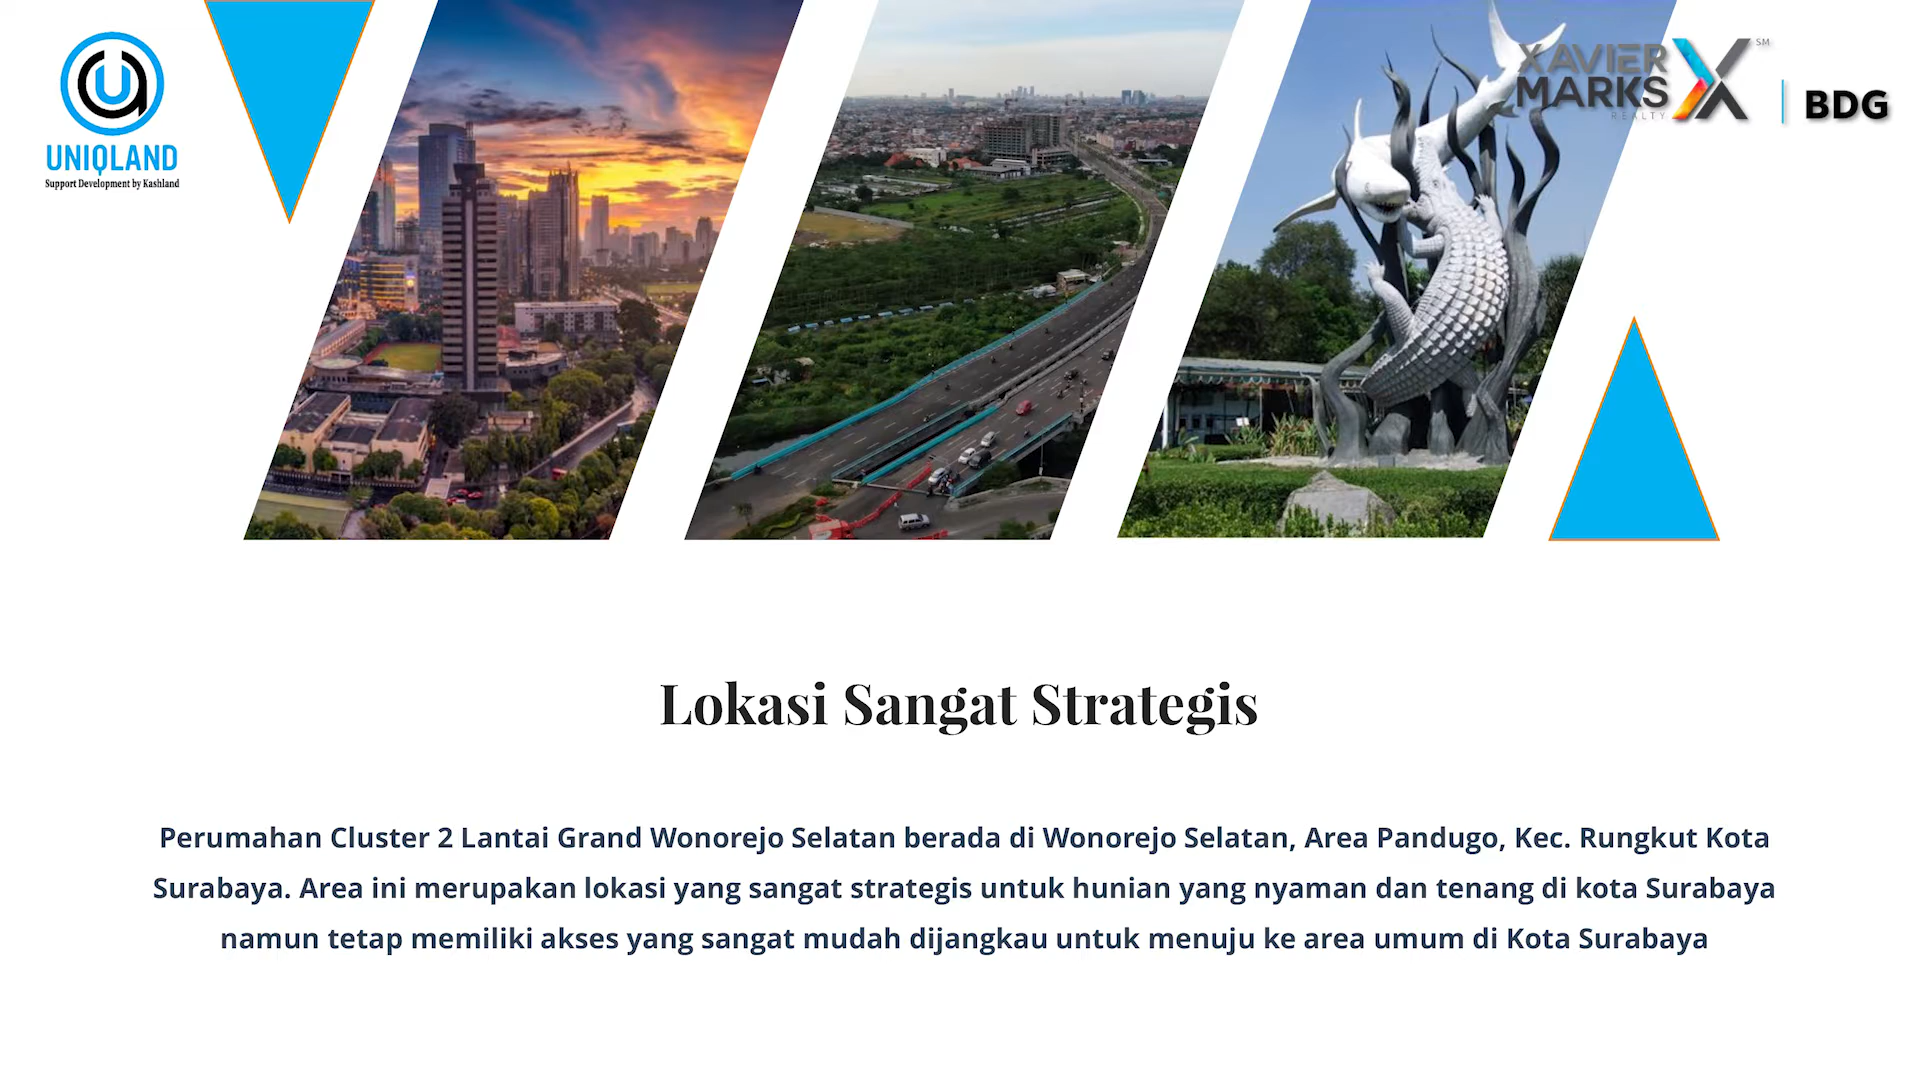 UNIQLAND
Support Development by Kashland
XAVIER
MARKS
REALTY
SM
BDG
Lokasi Sangat Strategis
Perumahan Cluster 2 Lantai Grand Wonorejo Selatan berada di Wonorejo Selatan, Area Pandugo, Kec. Rungkut Kota
Surabaya. Area ini merupakan lokasi yang sangat strategis untuk hunian yang nyaman dan tenang di kota Surabaya
namun tetap memiliki akses yang sangat mudah dijangkau untuk menuju ke area umum di Kota Surabaya